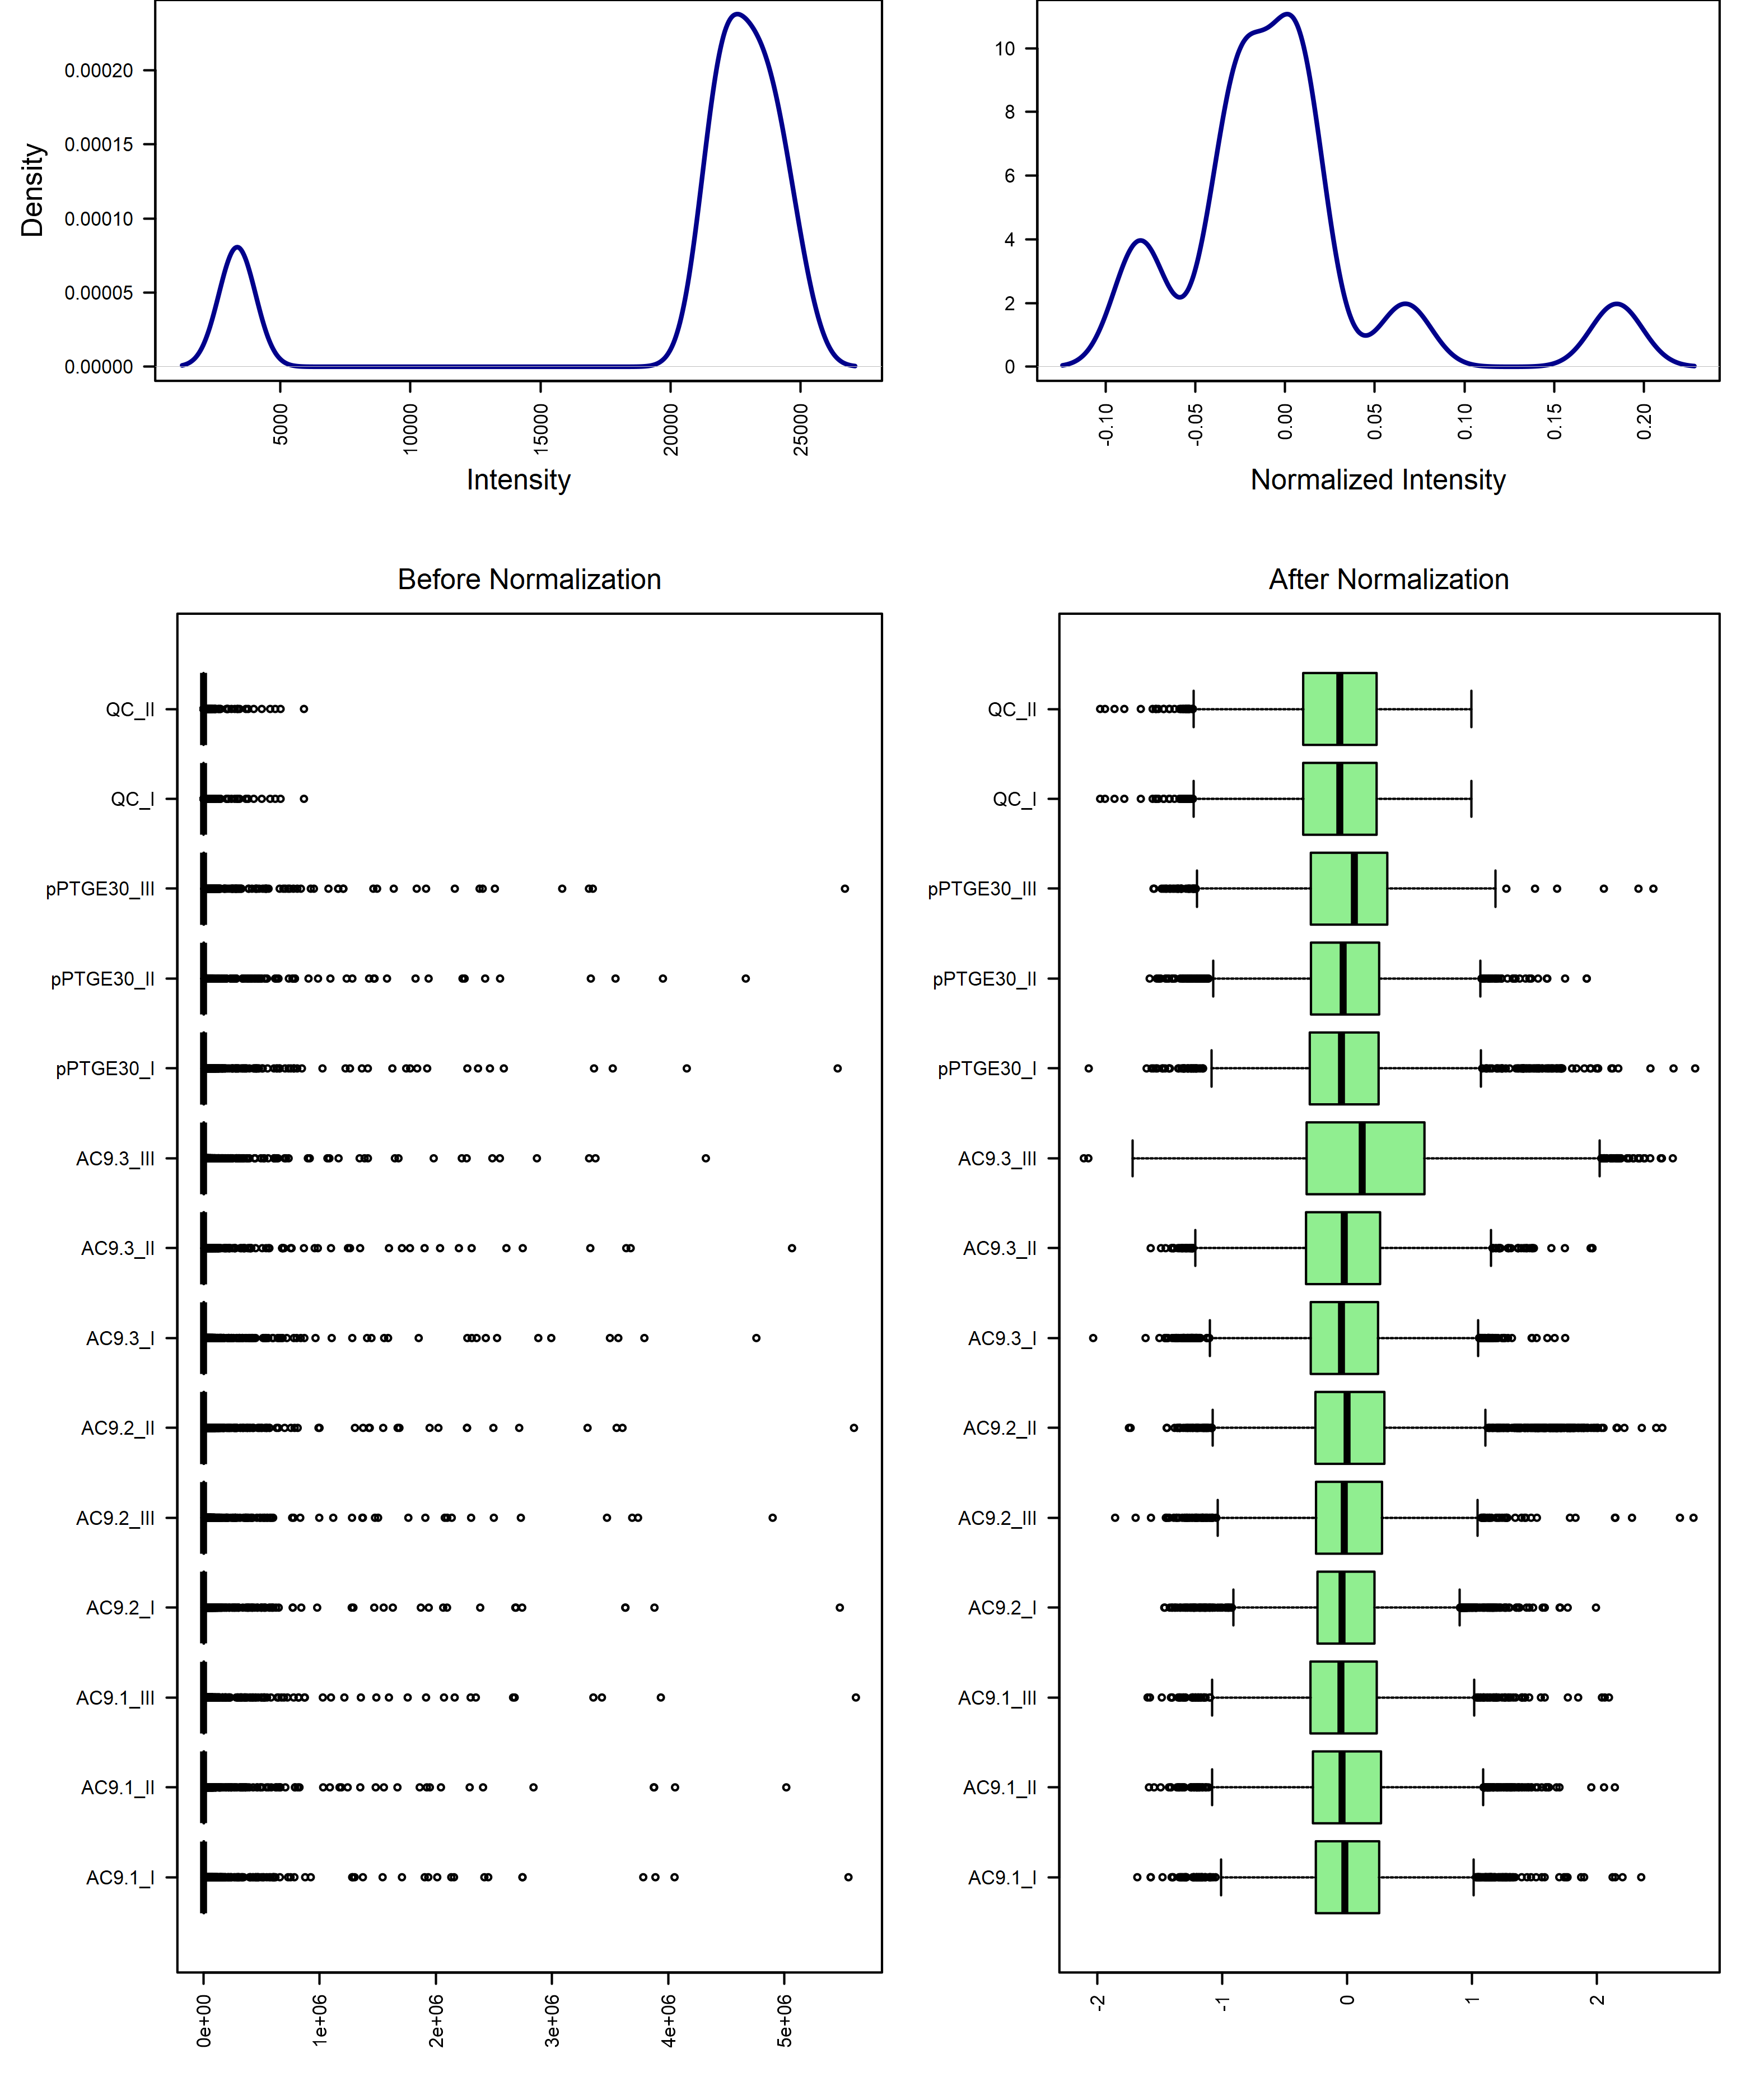 Density
0.00020
0.00015
0.00010
0.00005
0.00000
5000
10000
15000
20000
25000
Intensity
10
8
6
4
2
0
-0.10
-0.05
0.00
0.05
0.10
0.15
0.20
Normalized Intensity
Before Normalization
QC_II
QC_I
pPTGE30_III
pPTGE30_II
pPTGE30_I
AC9.3_III
AC9.3_II
AC9.3_I
AC9.2_II
AC9.2_III
AC9.2_I
AC9.1_III
AC9.1_II
AC9.1_I
0e+00
1e+06
2e+06
3e+06
4e+06
5e+06
After Normalization
QC_II
QC_I
pPTGE30_III
pPTGE30_II
pPTGE30_I
AC9.3_III
AC9.3_II
AC9.3_I
AC9.2_II
AC9.2_III
AC9.2_I
AC9.1_III
AC9.1_II
AC9.1_I
-2
-1
0
1
2